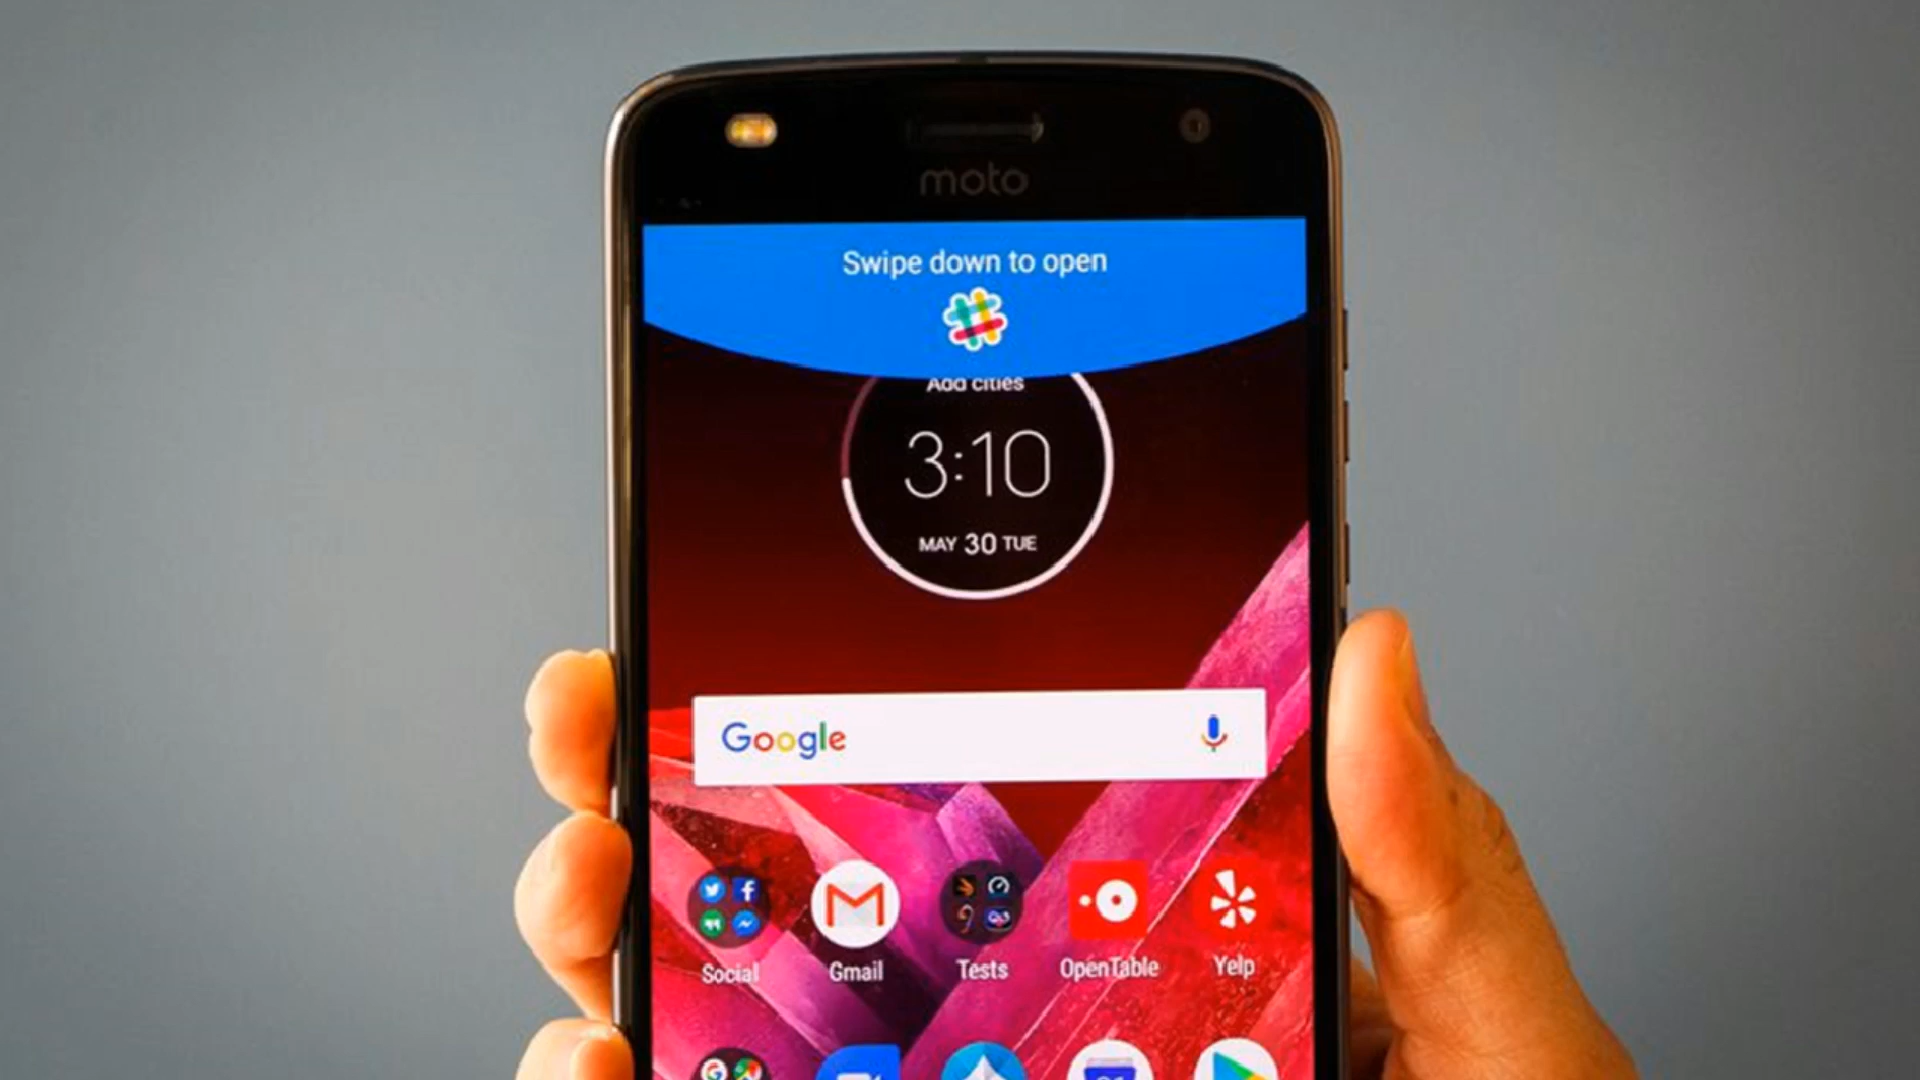 moto
Swipe down to open
Add cities
3:10
MAY 30 TUE
Google
Social
Gmail
Tests
OpenTable
Yelp